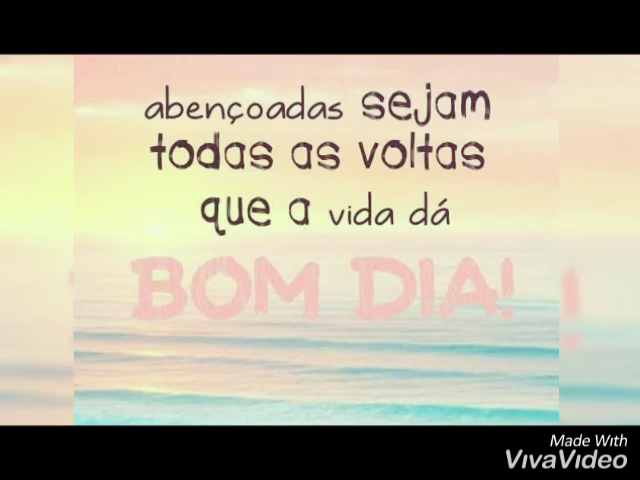 abençoadas sejam
todas as voltas
que a vida dá
BOM DIA!
Made With
VivaVideo